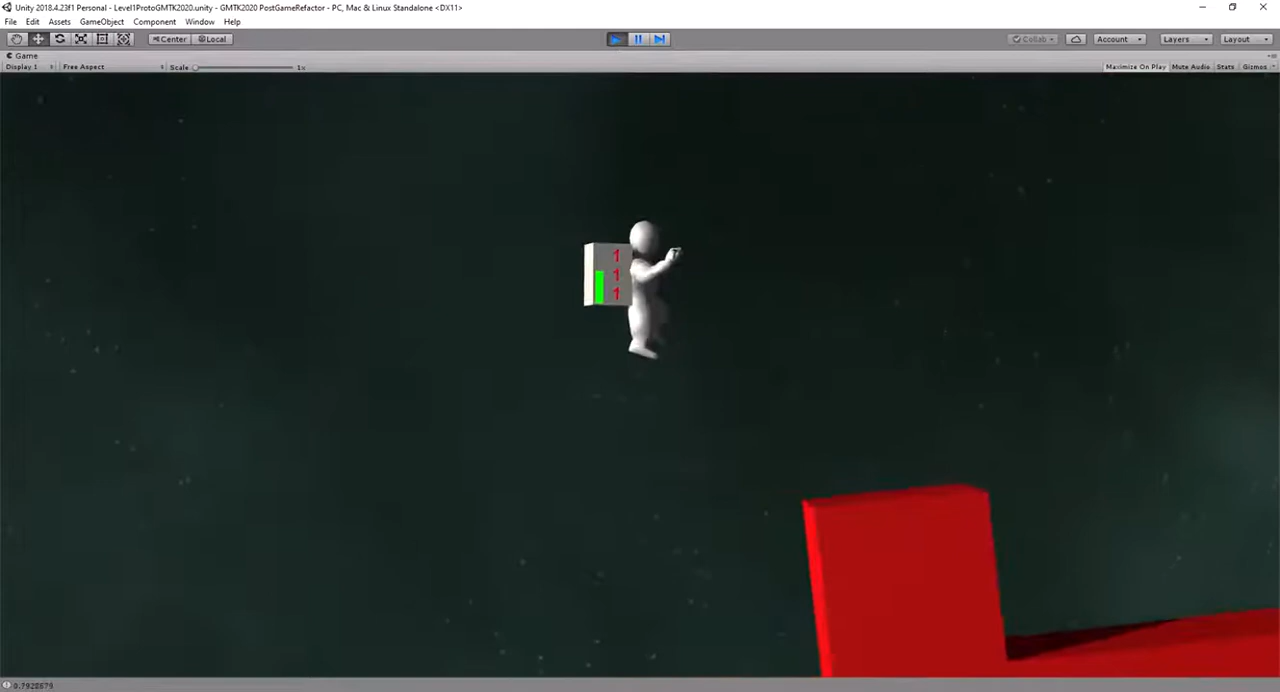 Unity 2018.4.23f1 Personal - Level1ProtoGMTK2020.unity - GMTK2020 PostGameRefactor - PC, Mac & Linux Standalone <DX11>
File Edit Assets GameObject Component Window Help
Center Local Collab Account Layers Layout
Game
Display 1 Free Aspect Scale 1x Maximize On Play Mute Audio Stats Gizmos
1
1
1
0.7928679